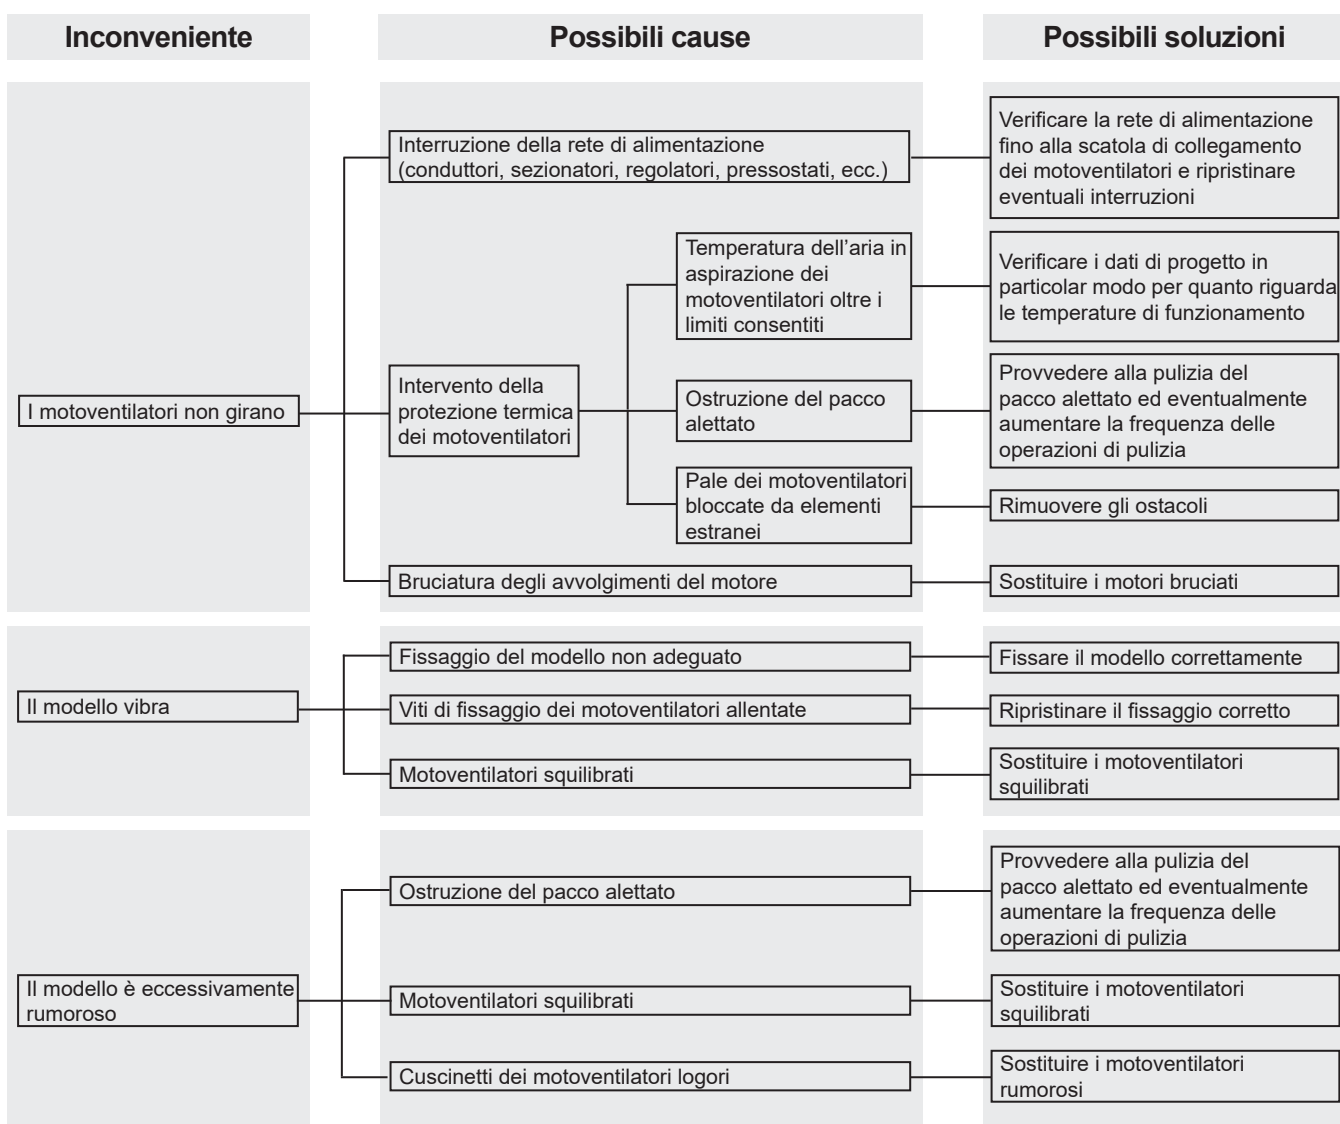 Inconveniente
Possibili cause
Possibili soluzioni
I motoventilatori non girano
Interruzione della rete di alimentazione
(conduttori, sezionatori, regolatori, pressostati, ecc.)
Verificare la rete di alimentazione
fino alla scatola di collegamento
dei motoventilatori e ripristinare
eventuali interruzioni
Intervento della
protezione termica
dei motoventilatori
Temperatura dell’aria in
aspirazione dei
motoventilatori oltre i
limiti consentiti
Verificare i dati di progetto in
particolar modo per quanto riguarda
le temperature di funzionamento
Ostruzione del pacco
alettato
Provvedere alla pulizia del
pacco alettato ed eventualmente
aumentare la frequenza delle
operazioni di pulizia
Pale dei motoventilatori
bloccate da elementi
estranei
Rimuovere gli ostacoli
Bruciatura degli avvolgimenti del motore
Sostituire i motori bruciati
Il modello vibra
Fissaggio del modello non adeguato
Fissare il modello correttamente
Viti di fissaggio dei motoventilatori allentate
Ripristinare il fissaggio corretto
Motoventilatori squilibrati
Sostituire i motoventilatori
squilibrati
Il modello è eccessivamente
rumoroso
Ostruzione del pacco alettato
Provvedere alla pulizia del
pacco alettato ed eventualmente
aumentare la frequenza delle
operazioni di pulizia
Motoventilatori squilibrati
Sostituire i motoventilatori
squilibrati
Cuscinetti dei motoventilatori logori
Sostituire i motoventilatori
rumorosi